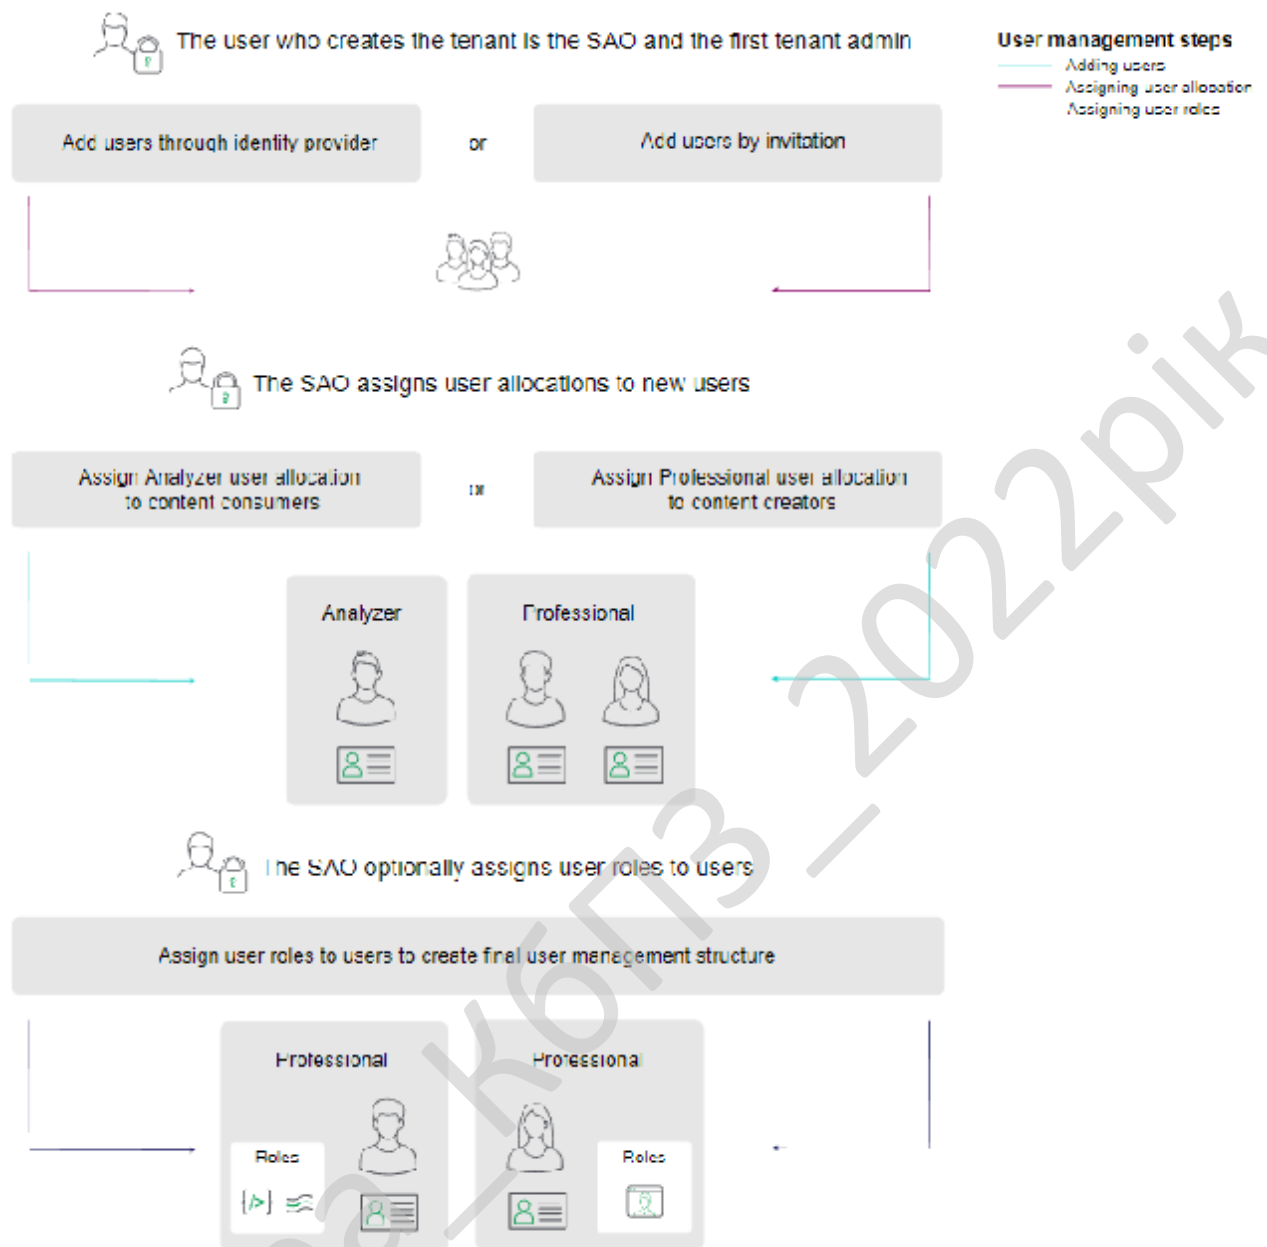 The user who creates the tenant is the SAO and the first tenant admin
User management steps
Adding users
Assigning user allocation
Assigning user roles
Add users through identity provider
or
Add users by invitation
The SAO assigns user allocations to new users
Assign Analyzer user allocation
to content consumers
or
Assign Professional user allocation
to content creators
Analyzer
Professional
The SAO optionally assigns user roles to users
Assign user roles to users to create final user management structure
Professional
Professional
Roles
Roles
КбПЗ_2022рік